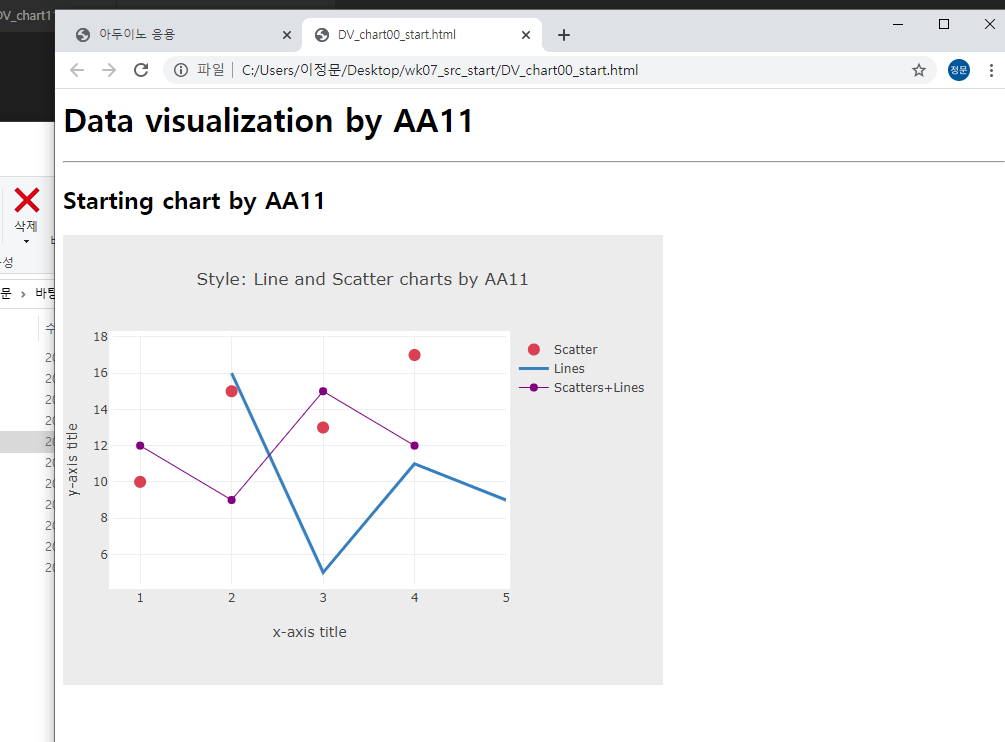 DV_chart1
아두이노 응용
DV_chart00_start.html
파일
C:/Users/이정문/Desktop/wk07_src_start/DV_chart00_start.html
정문
Data visualization by AA11
Starting chart by AA11
삭제
성
문 › 바탕
수
20
20
20
20
20
20
20
20
20
20
20
Style: Line and Scatter charts by AA11
18
16
14
12
10
8
6
y-axis title
1 2 3 4 5
x-axis title
Scatter
Lines
Scatters+Lines